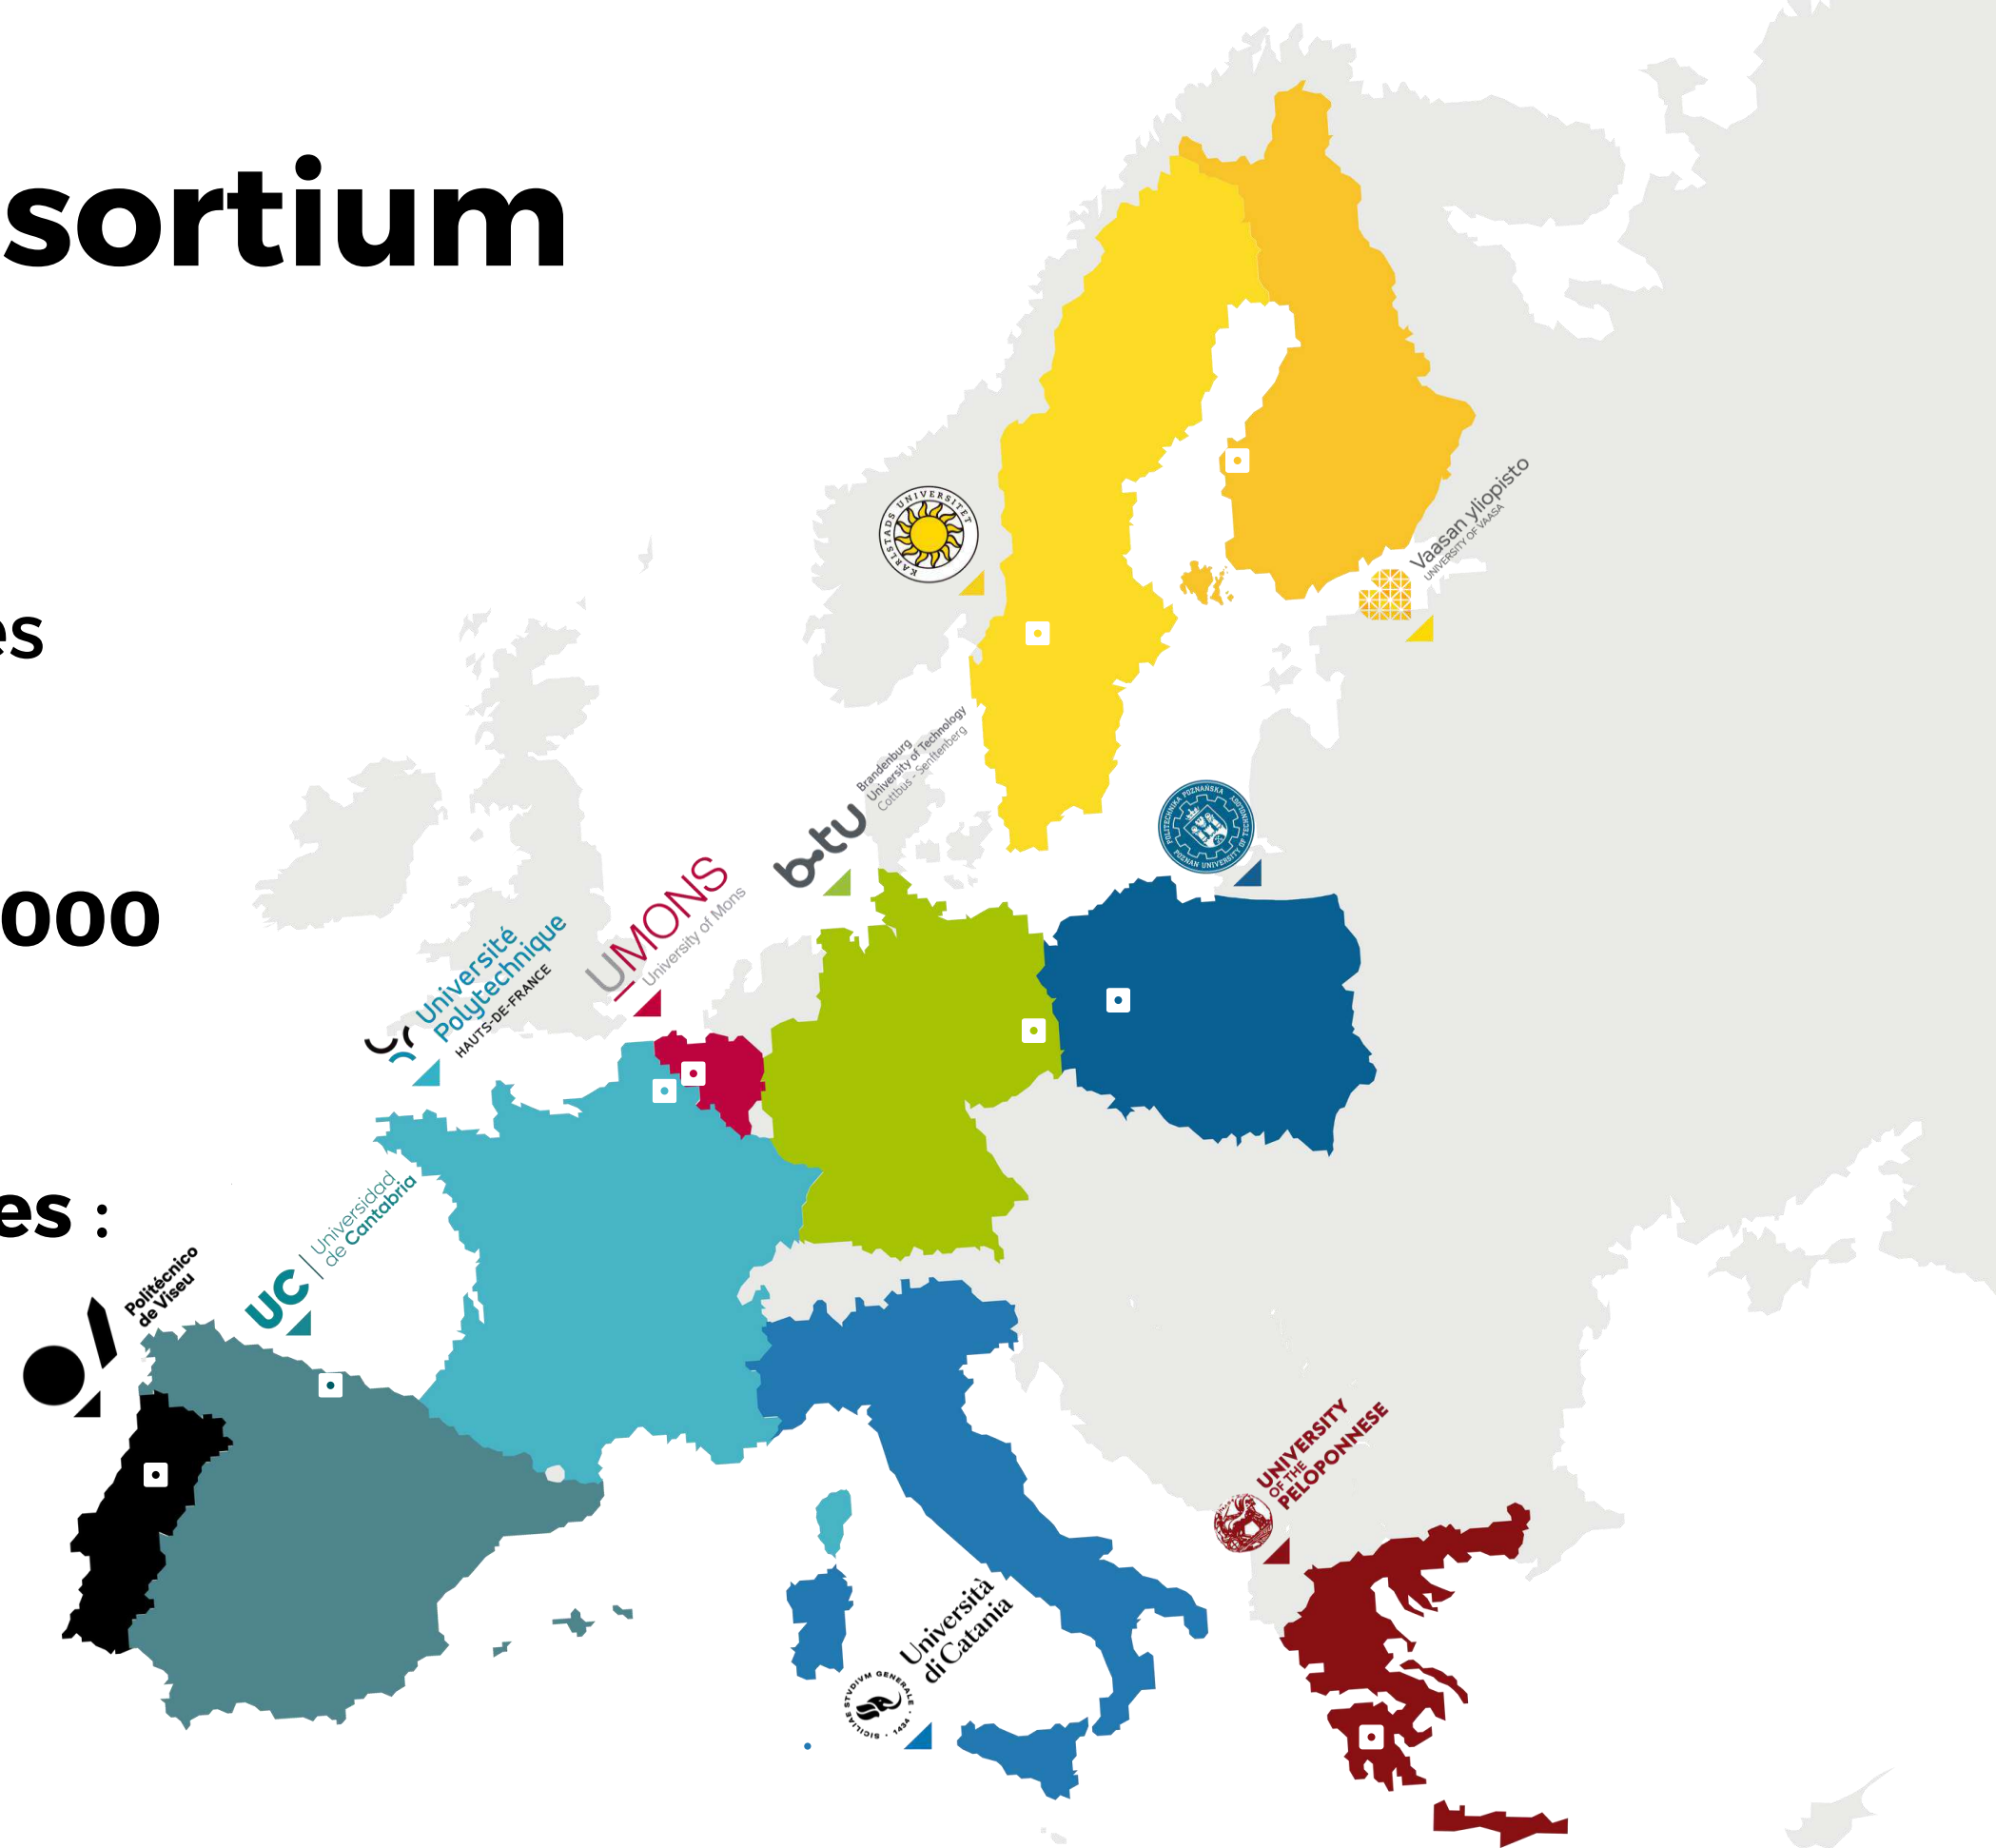 sortium
es
000
es :
KARLSTADS UNIVERSITET
Vaasan yliopisto
UNIVERSITY OF VAASA
b-tu
Brandenburg
University of Technology
Cottbus - Senftenberg
POLITECHNIKA POZNAŃSKA
POZNAN UNIVERSITY OF TECHNOLOGY
UMONS
University of Mons
Université
Polytechnique
HAUTS-DE-FRANCE
UC
Universidad
de Cantabria
Politécnico
de Viseu
UNIVERSITY
OF THE
PELOPONNESE
Università
di Catania
SICILIAE STVDIVM GENERALE · 1434 ·